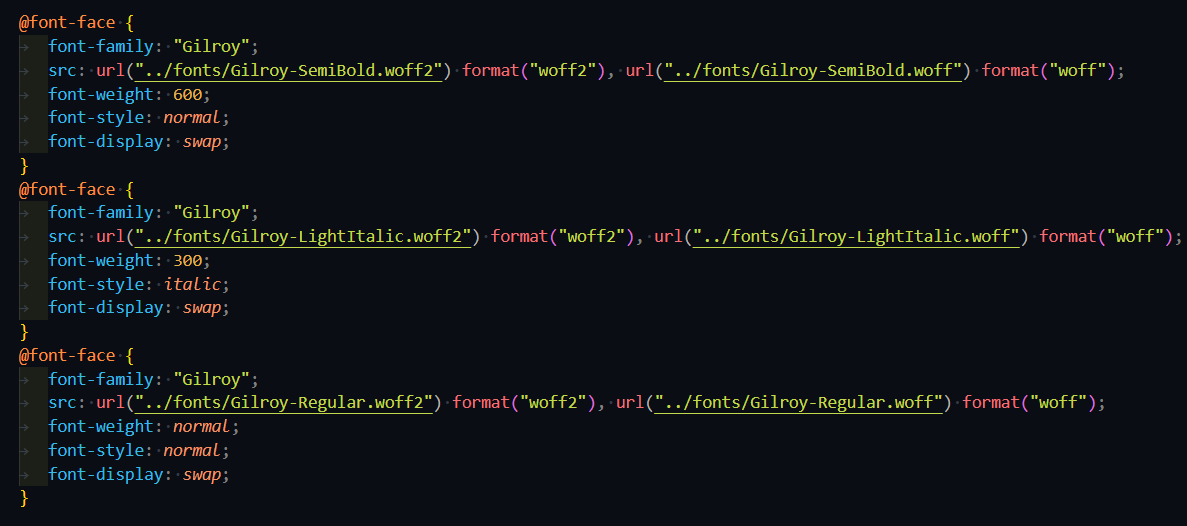 @font-face {
font-family: "Gilroy";
src: url("../fonts/Gilroy-SemiBold.woff2") format("woff2"), url("../fonts/Gilroy-SemiBold.woff") format("woff");
font-weight: 600;
font-style: normal;
font-display: swap;
}
@font-face {
font-family: "Gilroy";
src: url("../fonts/Gilroy-LightItalic.woff2") format("woff2"), url("../fonts/Gilroy-LightItalic.woff") format("woff");
font-weight: 300;
font-style: italic;
font-display: swap;
}
@font-face {
font-family: "Gilroy";
src: url("../fonts/Gilroy-Regular.woff2") format("woff2"), url("../fonts/Gilroy-Regular.woff") format("woff");
font-weight: normal;
font-style: normal;
font-display: swap;
}